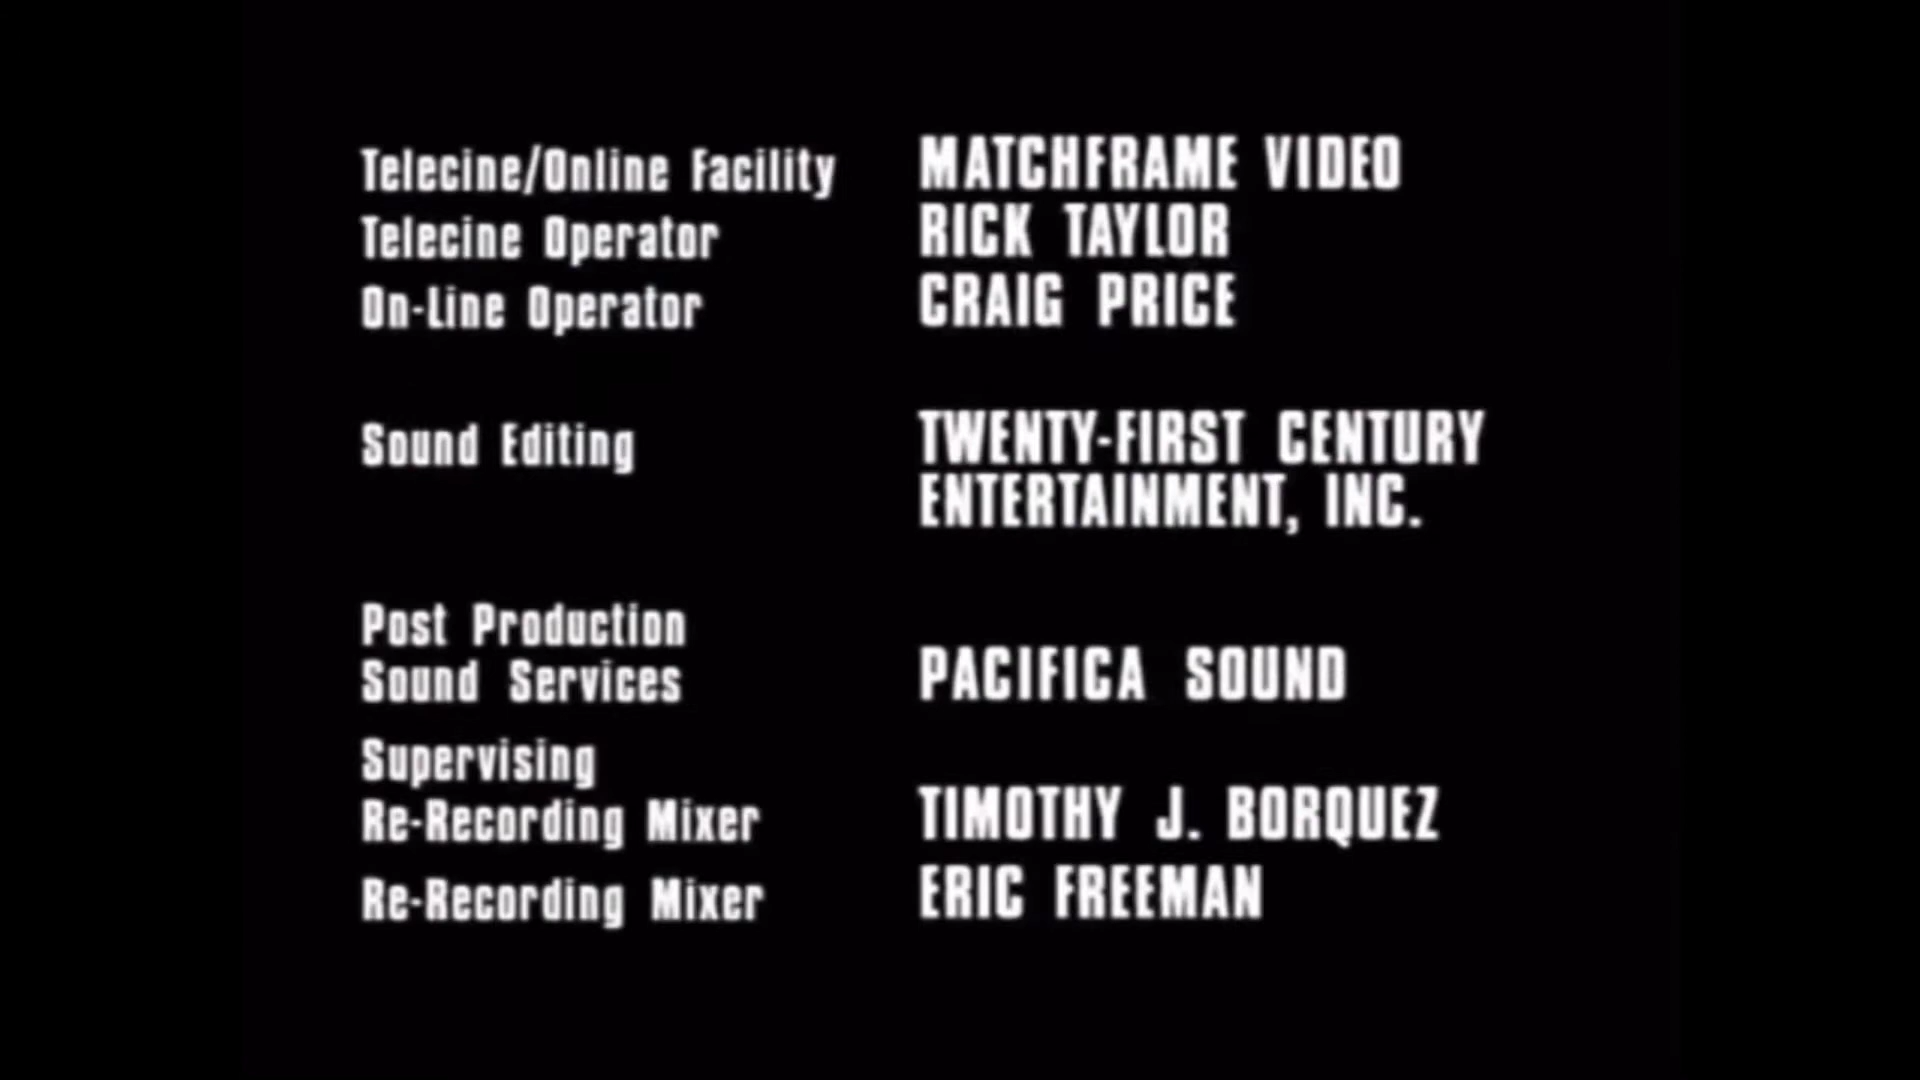 Telecine/Online Facility MATCHFRAME VIDEO
Telecine Operator RICK TAYLOR
On-Line Operator CRAIG PRICE
Sound Editing TWENTY-FIRST CENTURY
ENTERTAINMENT, INC.
Post Production
Sound Services PACIFICA SOUND
Supervising
Re-Recording Mixer TIMOTHY J. BORQUEZ
Re-Recording Mixer ERIC FREEMAN